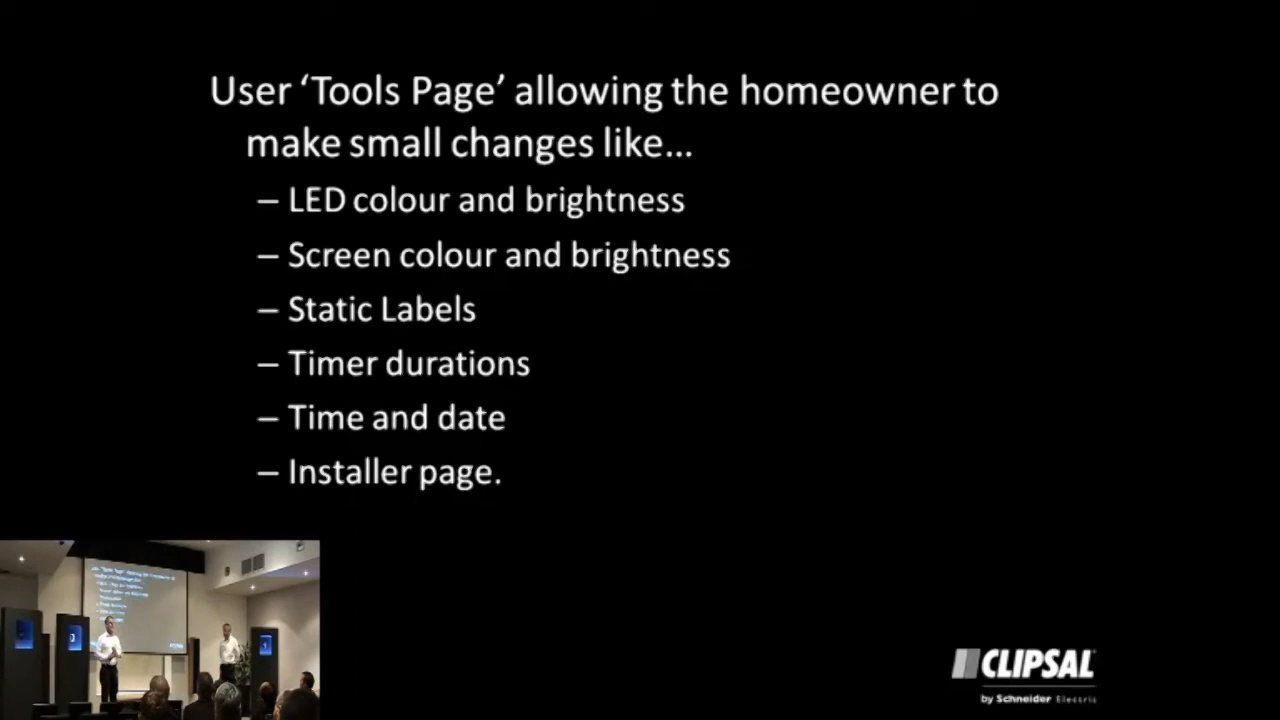 User ‘Tools Page’ allowing the homeowner to
make small changes like...
– LED colour and brightness
– Screen colour and brightness
– Static Labels
– Timer durations
– Time and date
– Installer page.
CLIPSAL
by Schneider Electric